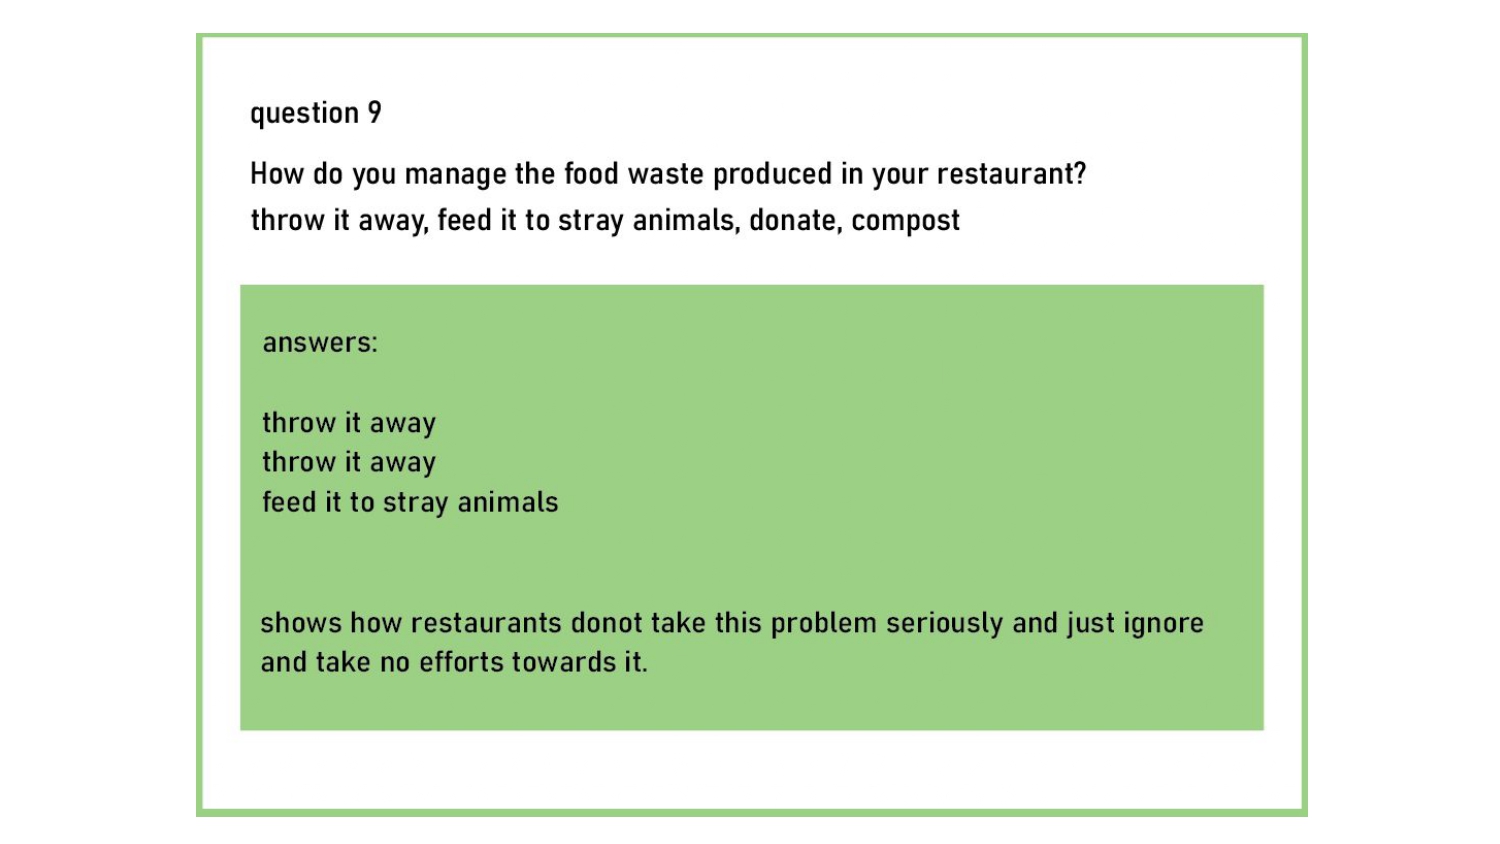 question 9
How do you manage the food waste produced in your restaurant?
throw it away, feed it to stray animals, donate, compost
answers:
throw it away
throw it away
feed it to stray animals
shows how restaurants donot take this problem seriously and just ignore
and take no efforts towards it.